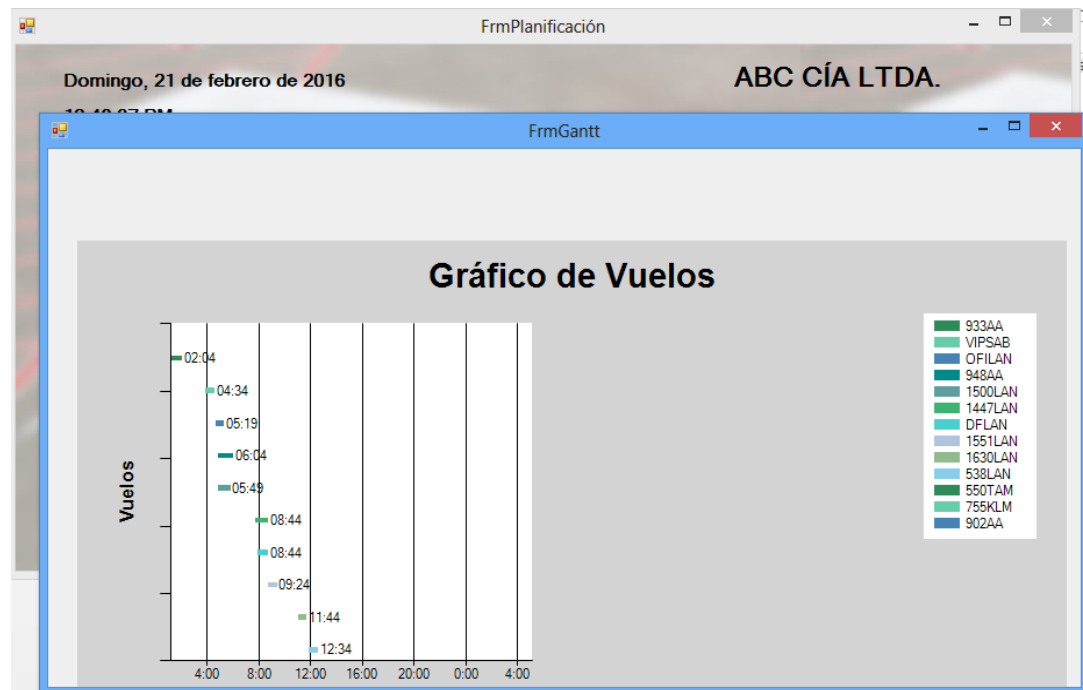 FrmPlanificación
Domingo, 21 de febrero de 2016
ABC CÍA LTDA.
FrmGantt
Gráfico de Vuelos
Vuelos
02:04
04:34
05:19
06:04
05:49
08:44
08:44
09:24
11:44
12:34
4:00 8:00 12:00 16:00 20:00 0:00 4:00
933AA
VIPSAB
OFILAN
948AA
1500LAN
1447LAN
DFLAN
1551LAN
1630LAN
538LAN
550TAM
755KLM
902AA